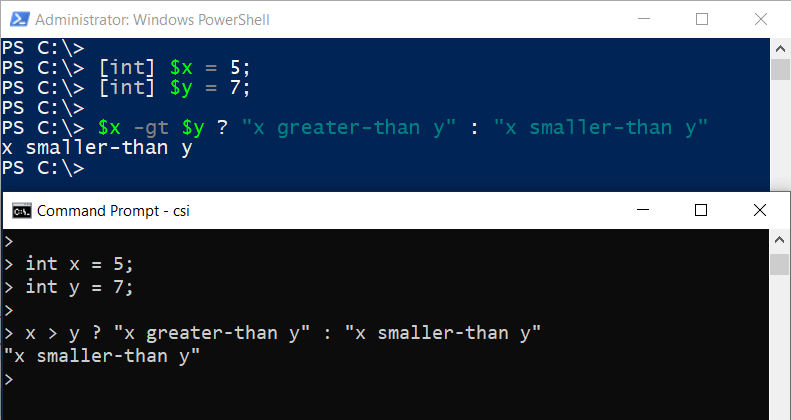 Administrator: Windows PowerShell
PS C:\>
PS C:\> [int] $x = 5;
PS C:\> [int] $y = 7;
PS C:\>
PS C:\> $x -gt $y ? "x greater-than y" : "x smaller-than y"
x smaller-than y
PS C:\>
Command Prompt - csi
>
> int x = 5;
> int y = 7;
>
> x > y ? "x greater-than y" : "x smaller-than y"
"x smaller-than y"
>